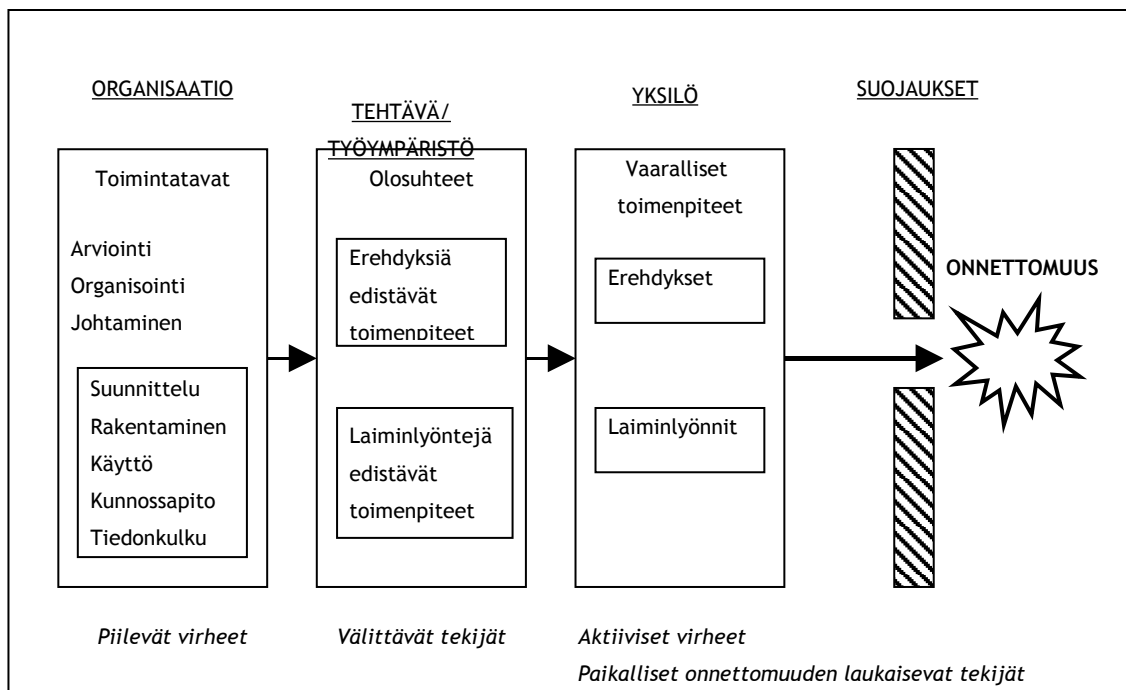 ORGANISAATIO
TEHTÄVÄ/
TYÖYMPÄRISTÖ
YKSILÖ
SUOJAUKSET
Toimintatavat
Arviointi
Organisointi
Johtaminen
Suunnittelu
Rakentaminen
Käyttö
Kunnossapito
Tiedonkulku
Olosuhteet
Erehdyksiä
edistävät
toimenpiteet
Laiminlyöntejä
edistävät
toimenpiteet
Vaaralliset
toimenpiteet
Erehdykset
Laiminlyönnit
ONNETTOMUUS
Piilevät virheet
Välittävät tekijät
Aktiiviset virheet
Paikalliset onnettomuuden laukaisevat tekijät